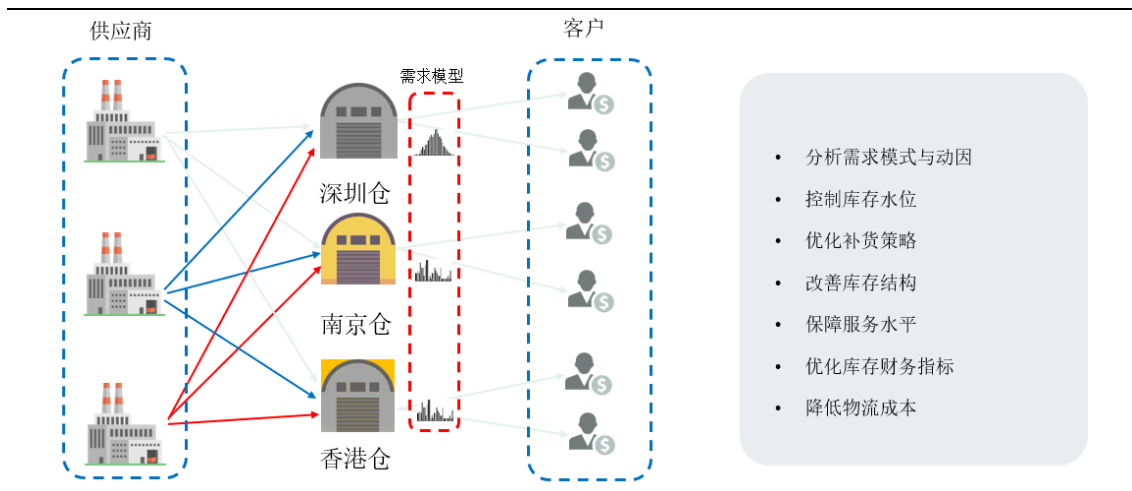 供应商
客户
需求模型
深圳仓
南京仓
香港仓
$
$
$
$
$
$
• 分析需求模式与动因
• 控制库存水位
• 优化补货策略
• 改善库存结构
• 保障服务水平
• 优化库存财务指标
• 降低物流成本